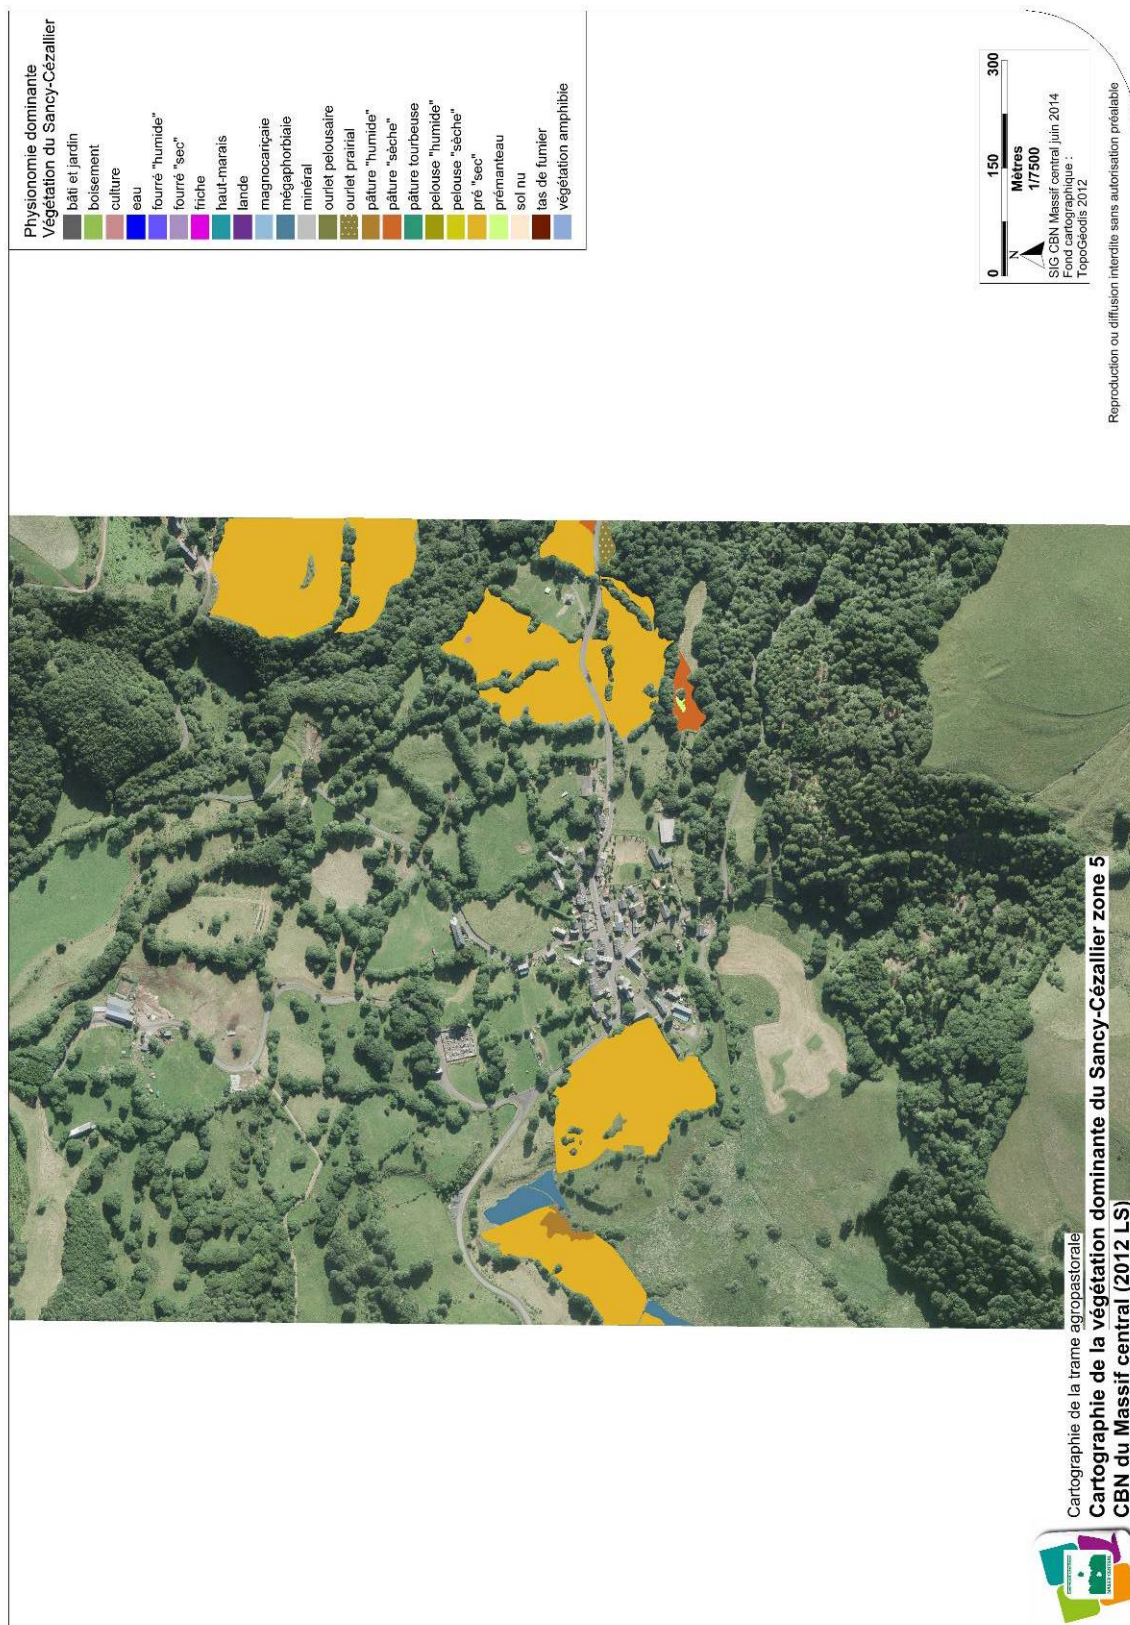 Physionomie dominante
Végétation du Sancy-Cézallier
bâti et jardin
boisement
culture
eau
fourré "humide"
fourré "sec"
friche
haut-marais
lande
magnocariçaie
mégaphorbiaie
minéral
ourlet pelousaire
ourlet prairial
pâture "humide"
pâture "sèche"
pâture tourbeuse
pelouse "humide"
pelouse "sèche"
pré "sec"
prémanteau
sol nu
tas de fumier
végétation amphibie
0 150 300
Mètres
1/7500
N
SIG CBN Massif central juin 2014
Fond cartographique :
TopoGéodis 2012
Reproduction ou diffusion interdite sans autorisation préalable
Cartographie de la trame agropastorale
Cartographie de la végétation dominante du Sancy-Cézallier zone 5
CBN du Massif central (2012 LS)